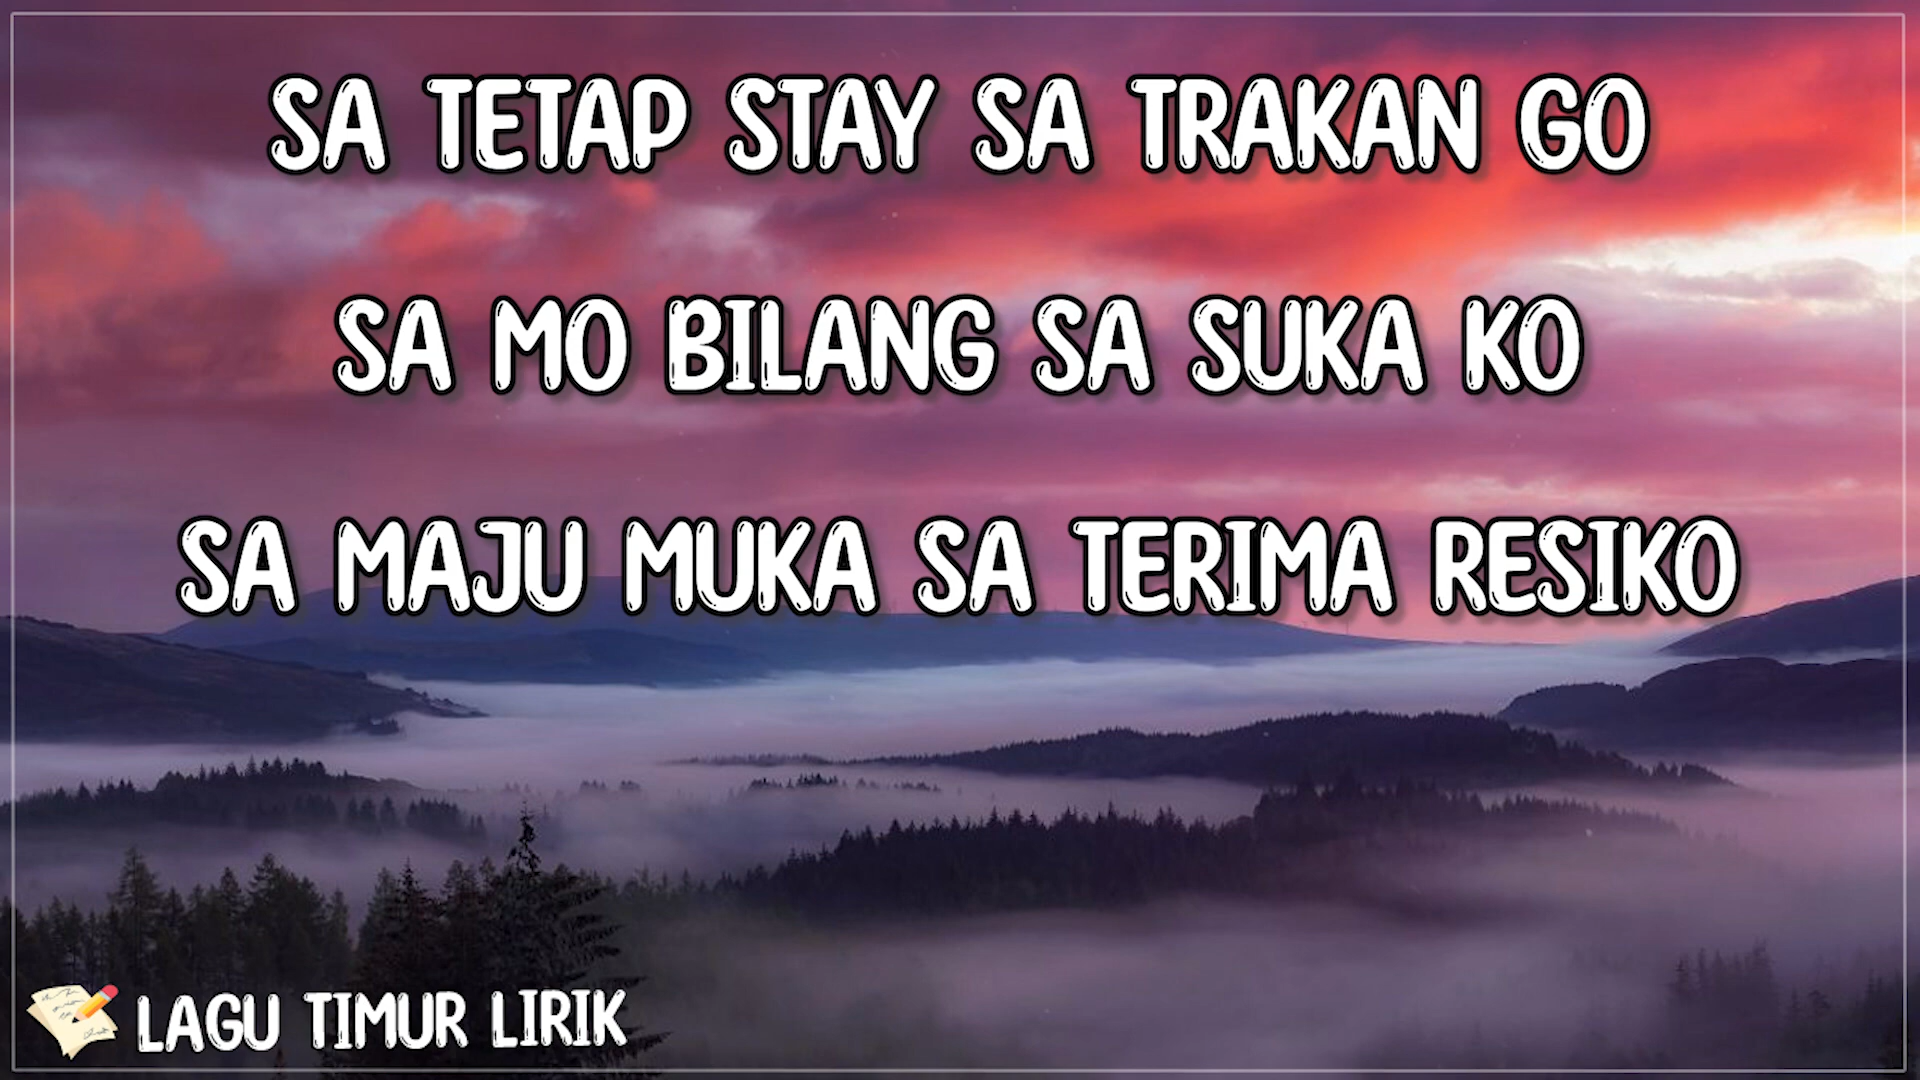 SA TETAP STAY SA TRAKAN GO
SA MO BILANG SA SUKA KO
SA MAJU MUKA SA TERIMA RESIKO
LAGU TIMUR LIRIK